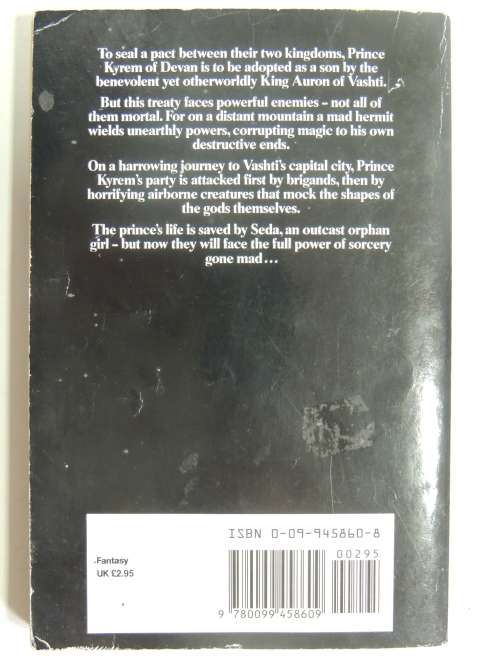 To seal a pact between their two kingdoms, Prince
Kyrem of Devan is to be adopted as a son by the
benevolent yet otherworldly King Auron of Vashti.
But this treaty faces powerful enemies – not all of
them mortal. For on a distant mountain a mad hermit
wields unearthly powers, corrupting magic to his own
destructive ends.
On a harrowing journey to Vashti's capital city, Prince
Kyrem's party is attacked first by brigands, then by
horrifying airborne creatures that mock the shapes of
the gods themselves.
The prince's life is saved by Seda, an outcast orphan
girl – but now they will face the full power of sorcery
gone mad...
ISBN 0-09-945860-8
00295
Fantasy
UK £2.95
9 780099 458609